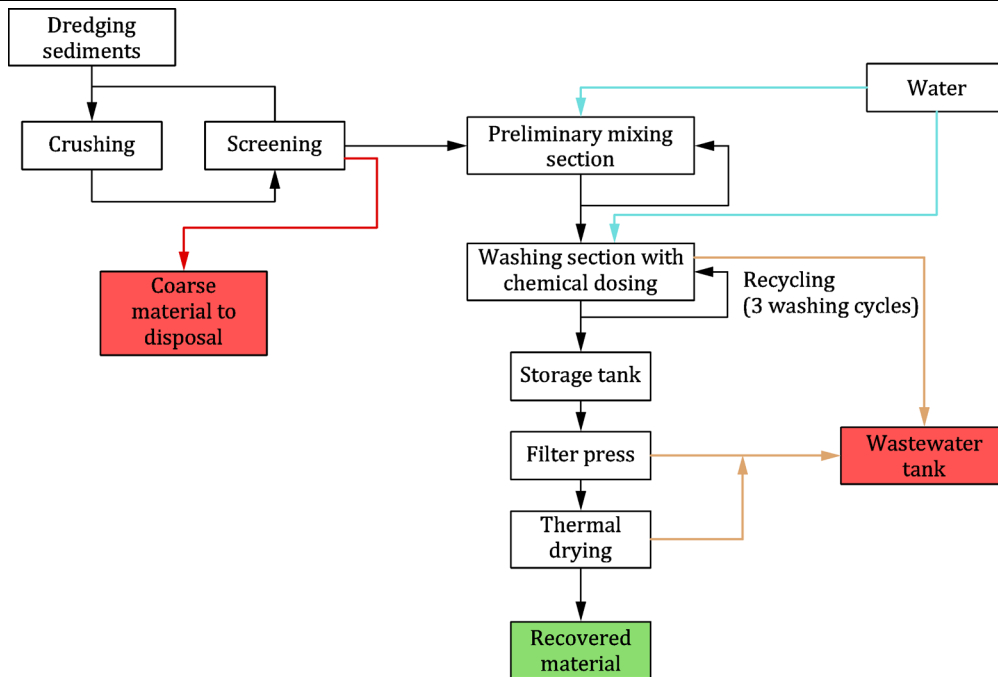 Dredging
sediments
Water
Crushing
Screening
Preliminary mixing
section
Washing section with
chemical dosing
Recycling
(3 washing cycles)
Coarse
material to
disposal
Storage tank
Filter press
Wastewater
tank
Thermal
drying
Recovered
material